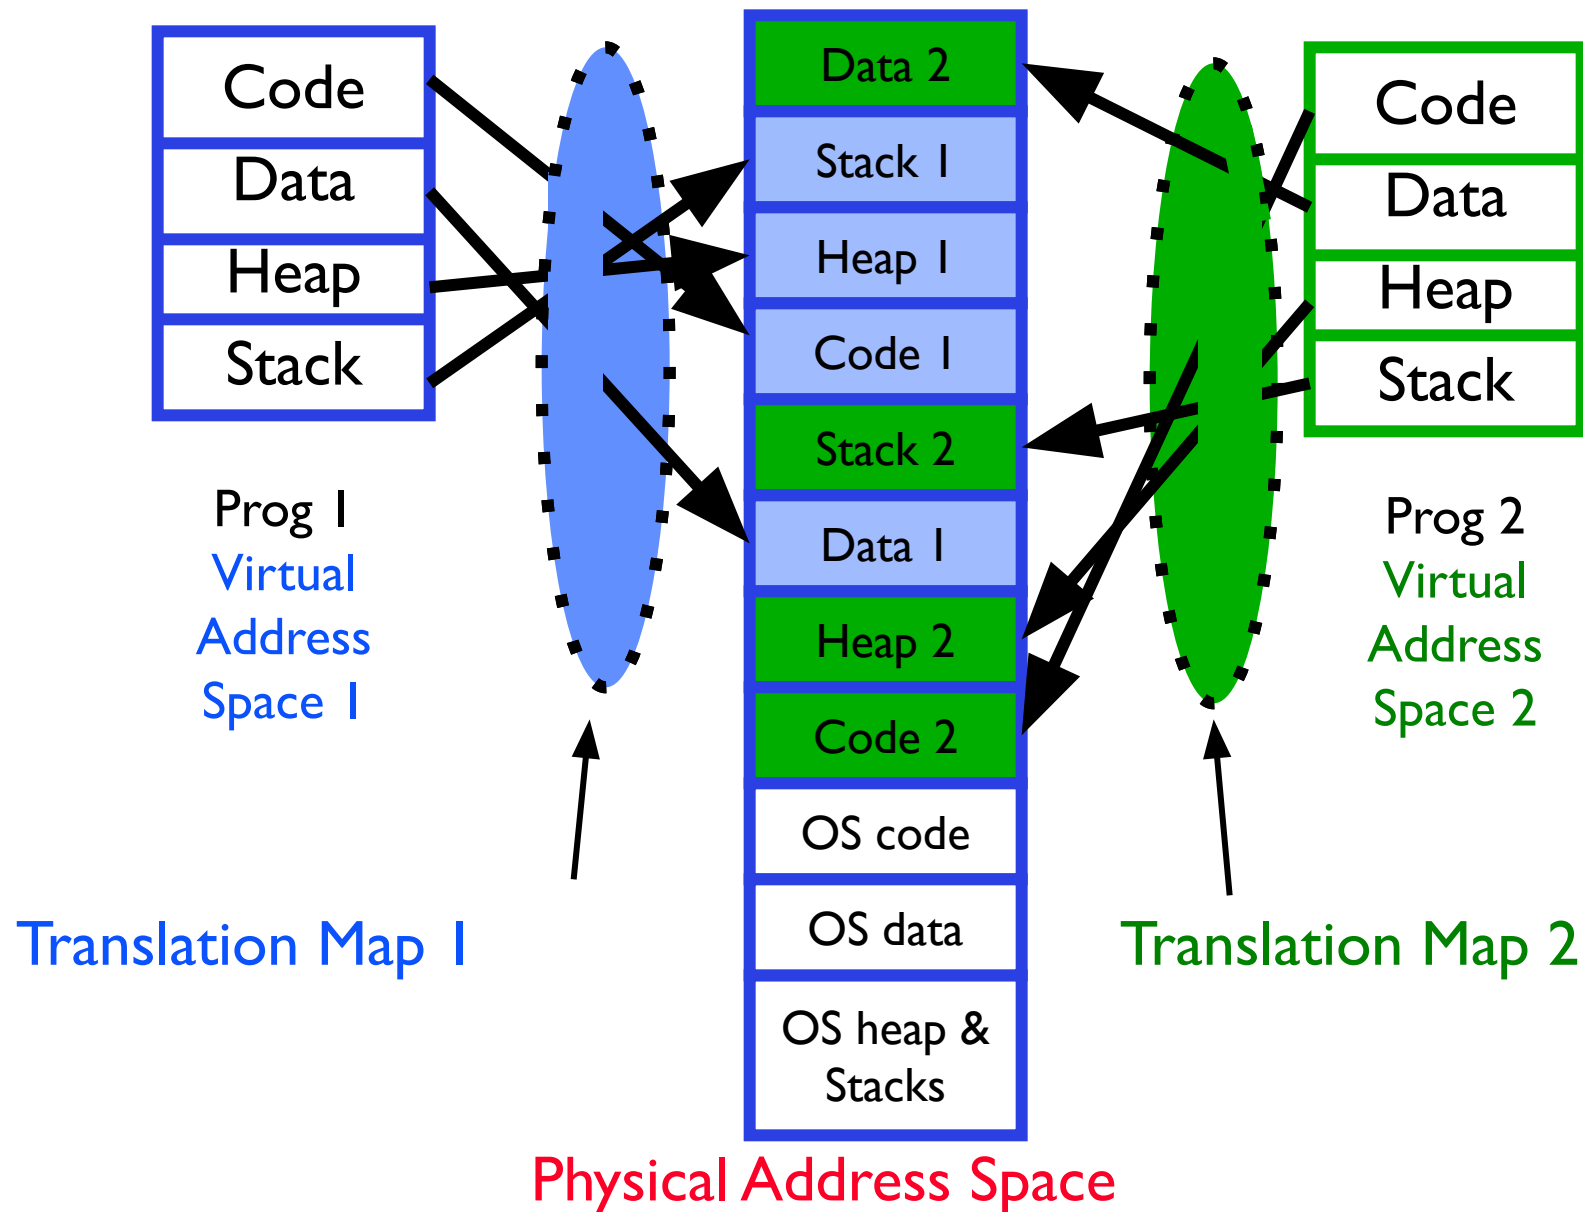 Code
Data
Heap
Stack
Prog 1
Virtual
Address
Space 1
Translation Map 1
Data 2
Stack 1
Heap 1
Code 1
Stack 2
Data 1
Heap 2
Code 2
OS code
OS data
OS heap &
Stacks
Physical Address Space
Code
Data
Heap
Stack
Prog 2
Virtual
Address
Space 2
Translation Map 2